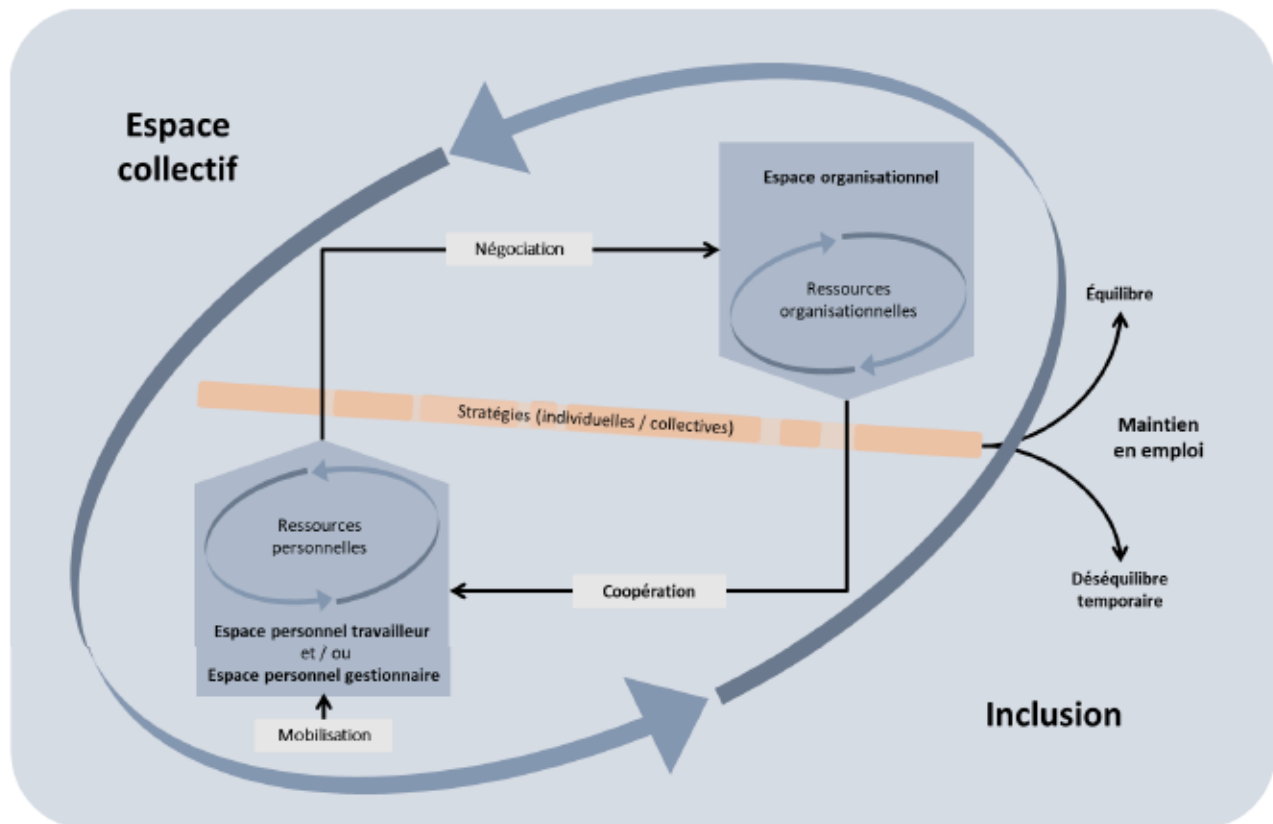 Espace
collectif
Espace organisationnel
Négociation
Ressources
organisationnelles
Équilibre
Stratégies (individuelles / collectives)
Maintien
en emploi
Ressources
personnelles
Coopération
Déséquilibre
temporaire
Espace personnel travailleur
et / ou
Espace personnel gestionnaire
Mobilisation
Inclusion